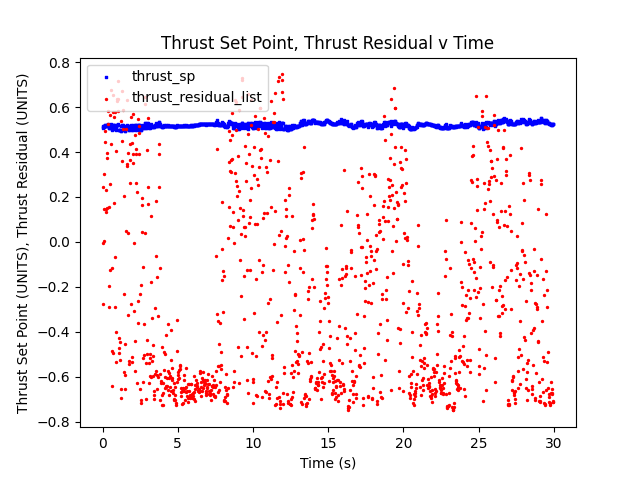 Thrust Set Point, Thrust Residual v Time
Thrust Set Point (UNITS), Thrust Residual (UNITS)
thrust_sp
thrust_residual_list
0.8
0.6
0.4
0.2
0.0
−0.2
−0.4
−0.6
−0.8
0 5 10 15 20 25 30
Time (s)